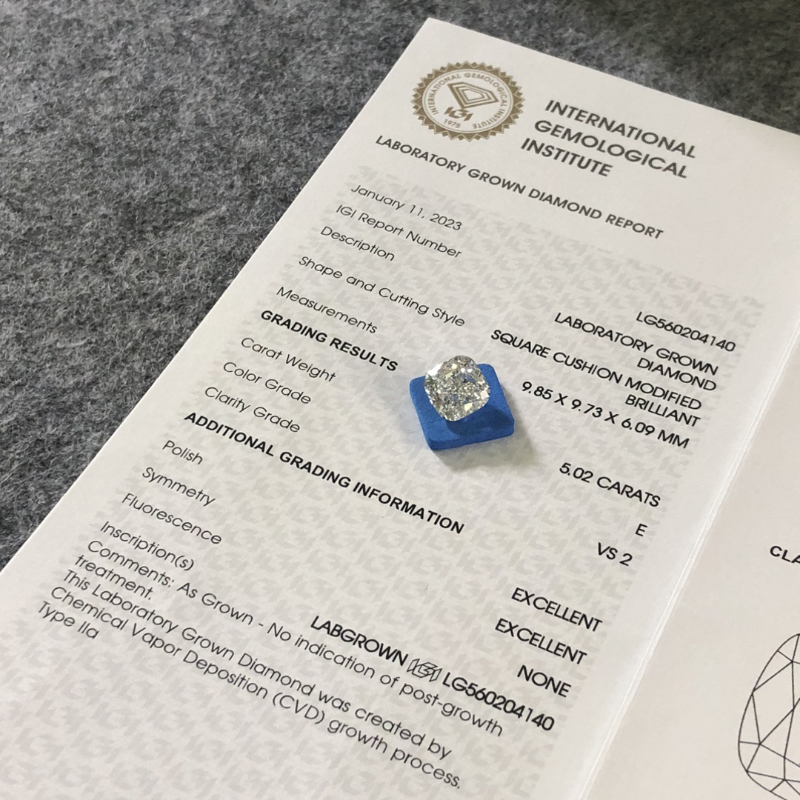 INTERNATIONAL GEMOLOGICAL INSTITUTE
IGI
1975
INTERNATIONAL
GEMOLOGICAL
INSTITUTE
LABORATORY GROWN DIAMOND REPORT
January 11, 2023
IGI Report Number LG560204140
Description LABORATORY GROWN
DIAMOND
Shape and Cutting Style SQUARE CUSHION MODIFIED
BRILLIANT
Measurements 9.85 X 9.73 X 6.09 MM
GRADING RESULTS
Carat Weight 5.02 CARATS
Color Grade E
Clarity Grade VS 2
ADDITIONAL GRADING INFORMATION
Polish EXCELLENT
Symmetry EXCELLENT
Fluorescence NONE
Inscription(s) LABGROWN IGI LG560204140
Comments: As Grown - No indication of post-growth
treatment.
This Laboratory Grown Diamond was created by
Chemical Vapor Deposition (CVD) growth process.
Type IIa